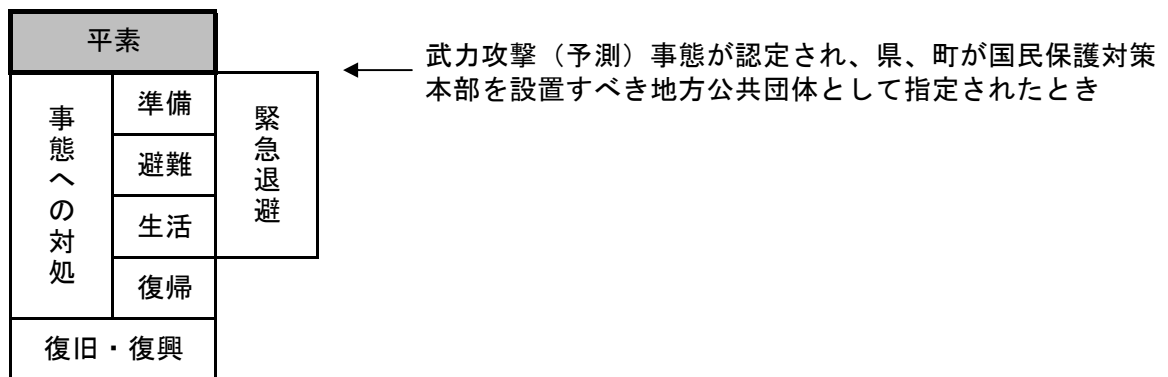 平素
武力攻撃（予測）事態が認定され、県、町が国民保護対策
本部を設置すべき地方公共団体として指定されたとき
事態への対処
準備
避難
生活
復帰
緊急退避
復旧・復興